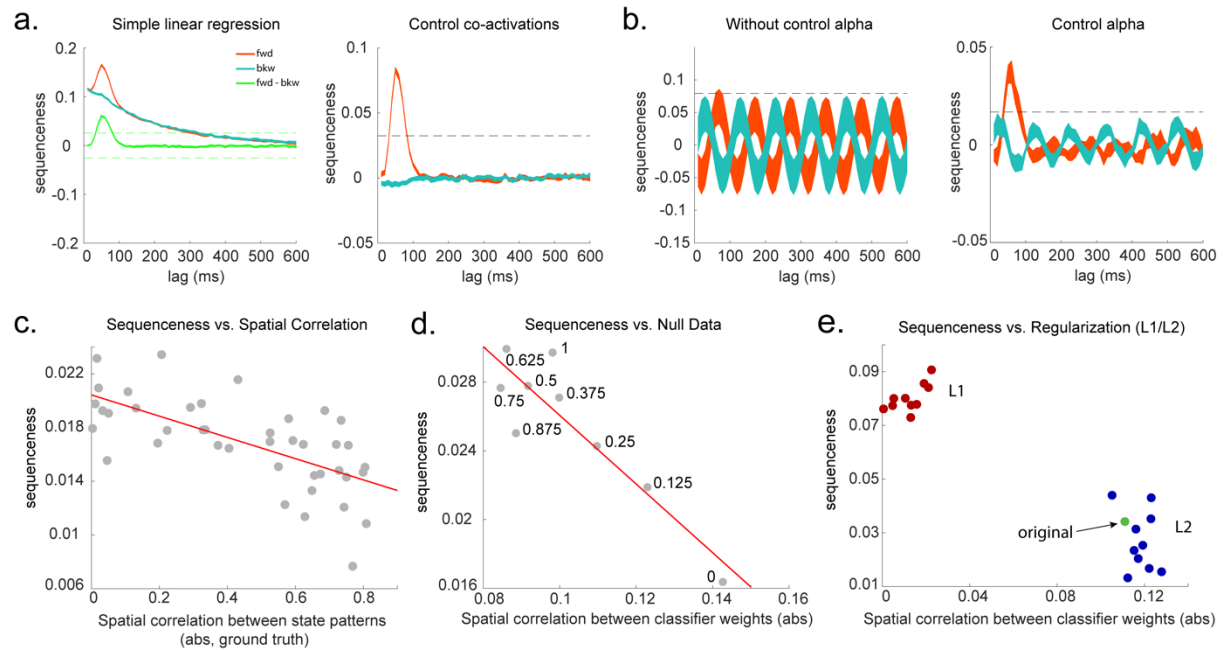 a.
Simple linear regression
fwd
bkw
fwd - bkw
0.2
0.1
0
-0.1
-0.2
sequenceness
0 100 200 300 400 500 600
lag (ms)
Control co-activations
0.1
0.05
0
-0.05
sequenceness
0 100 200 300 400 500 600
lag (ms)
b.
Without control alpha
0.1
0.05
0
-0.05
-0.1
-0.15
sequenceness
0 100 200 300 400 500 600
lag (ms)
Control alpha
0.05
0
-0.05
sequenceness
0 100 200 300 400 500 600
lag (ms)
c.
Sequenceness vs. Spatial Correlation
0.022
0.018
0.014
0.01
0.006
sequenceness
0 0.2 0.4 0.6 0.8
Spatial correlation between state patterns
(abs, ground truth)
d.
Sequenceness vs. Null Data
0.028
0.024
0.02
0.016
sequenceness
0.625
1
0.5
0.75
0.375
0.875
0.25
0.125
0
0.08 0.1 0.12 0.14 0.16
Spatial correlation between classifier weights (abs)
e.
Sequenceness vs. Regularization (L1/L2)
0.09
0.07
0.05
0.03
0.01
sequenceness
L1
original
L2
0 0.04 0.08 0.12
Spatial correlation between classifier weights (abs)